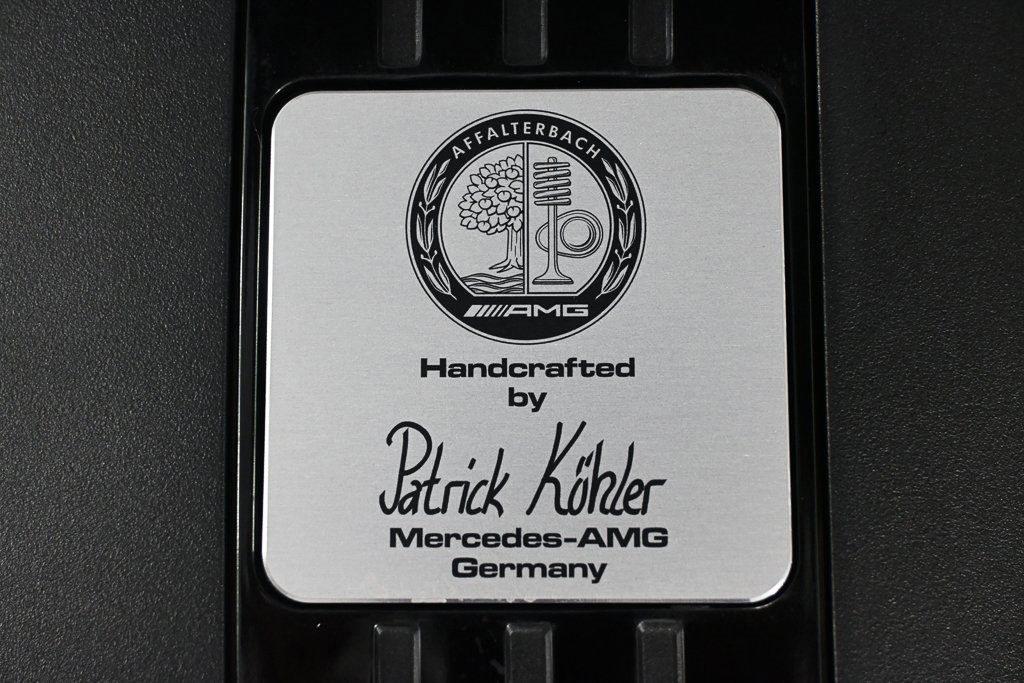 AFFALTERBACH
AMG
Handcrafted
by
Patrick Köhler
Mercedes-AMG
Germany